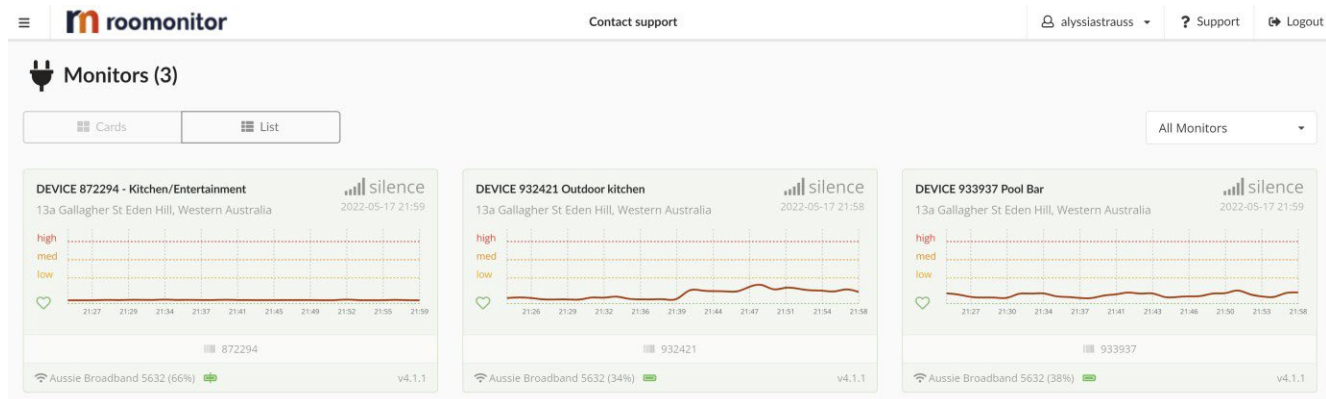 roomonitor
Contact support
alyssiastrauss
? Support
Logout
Monitors (3)
Cards
List
All Monitors
DEVICE 872294 - Kitchen/Entertainment
silence
13a Gallagher St Eden Hill, Western Australia
2022-05-17 21:59
high
med
low
21:27 21:29 21:34 21:37 21:41 21:45 21:49 21:52 21:55 21:59
872294
Aussie Broadband 5632 (66%)
v4.1.1
DEVICE 932421 Outdoor kitchen
silence
13a Gallagher St Eden Hill, Western Australia
2022-05-17 21:58
high
med
low
21:26 21:29 21:32 21:36 21:39 21:44 21:47 21:51 21:54 21:58
932421
Aussie Broadband 5632 (34%)
v4.1.1
DEVICE 933937 Pool Bar
silence
13a Gallagher St Eden Hill, Western Australia
2022-05-17 21:59
high
med
low
21:27 21:30 21:34 21:37 21:41 21:43 21:46 21:50 21:53 21:58
933937
Aussie Broadband 5632 (38%)
v4.1.1